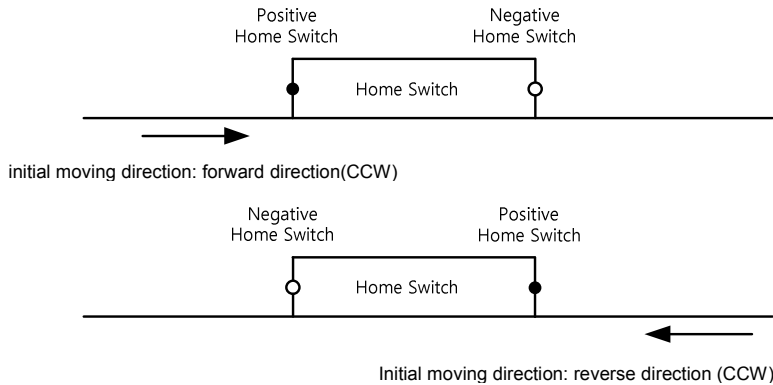 Positive
Home Switch
Negative
Home Switch
Home Switch
initial moving direction: forward direction(CCW)
Negative
Home Switch
Positive
Home Switch
Home Switch
Initial moving direction: reverse direction (CCW)